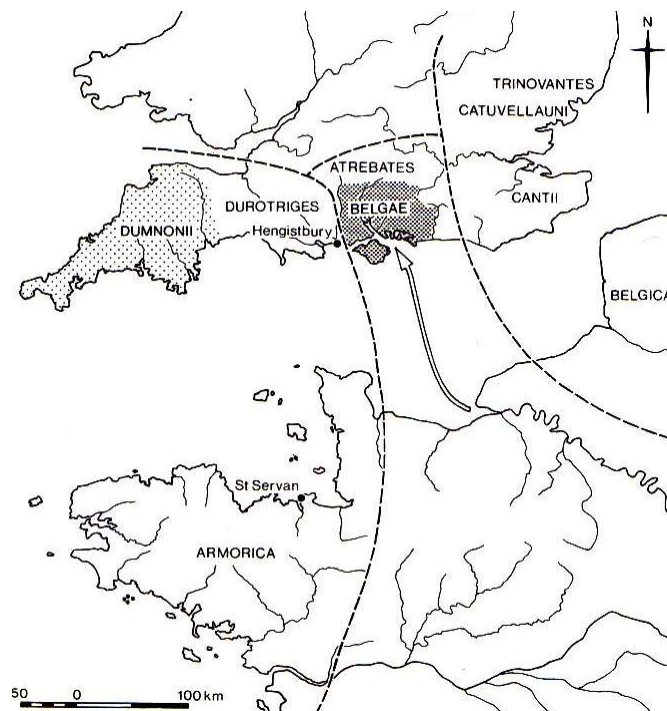 N
TRINOVANTES
CATUVELLAUNI
ATREBATES
CANTII
DUROTRIGES
BELGAE
DUMNONII
Hengistbury
BELGICA
St Servan
ARMORICA
50 0 100 km